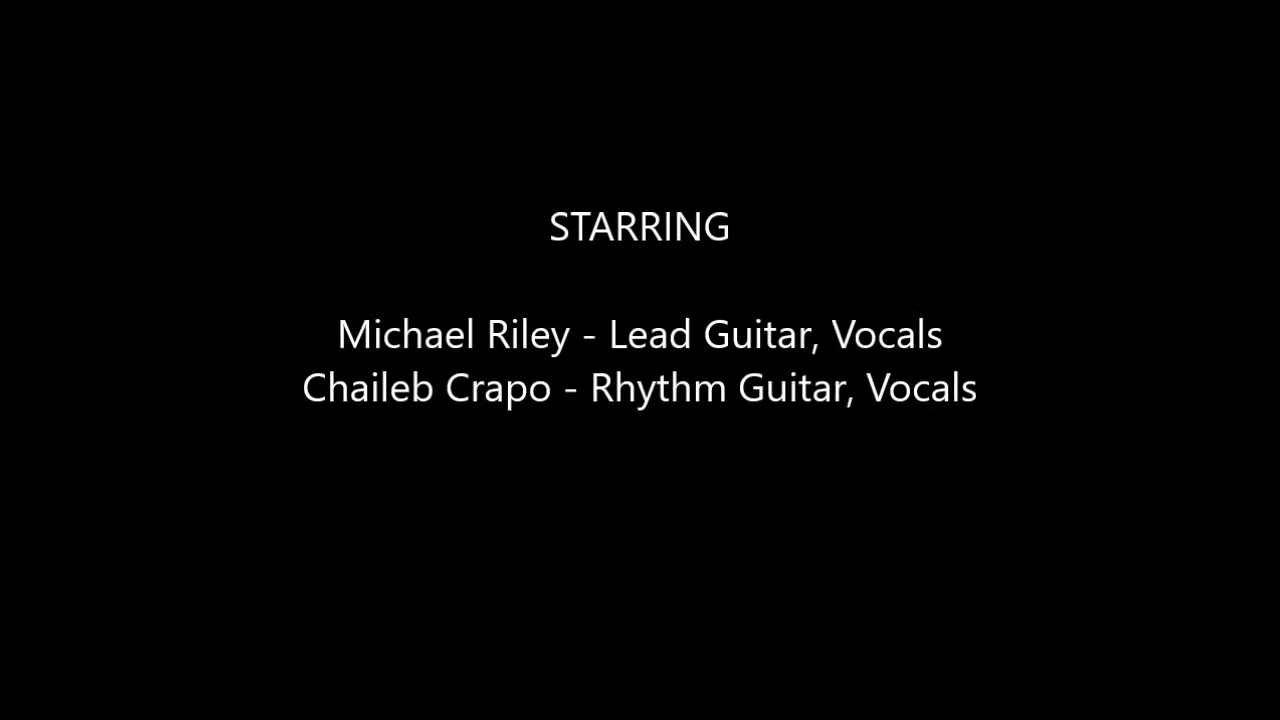 STARRING
Michael Riley - Lead Guitar, Vocals
Chaileb Crapo - Rhythm Guitar, Vocals